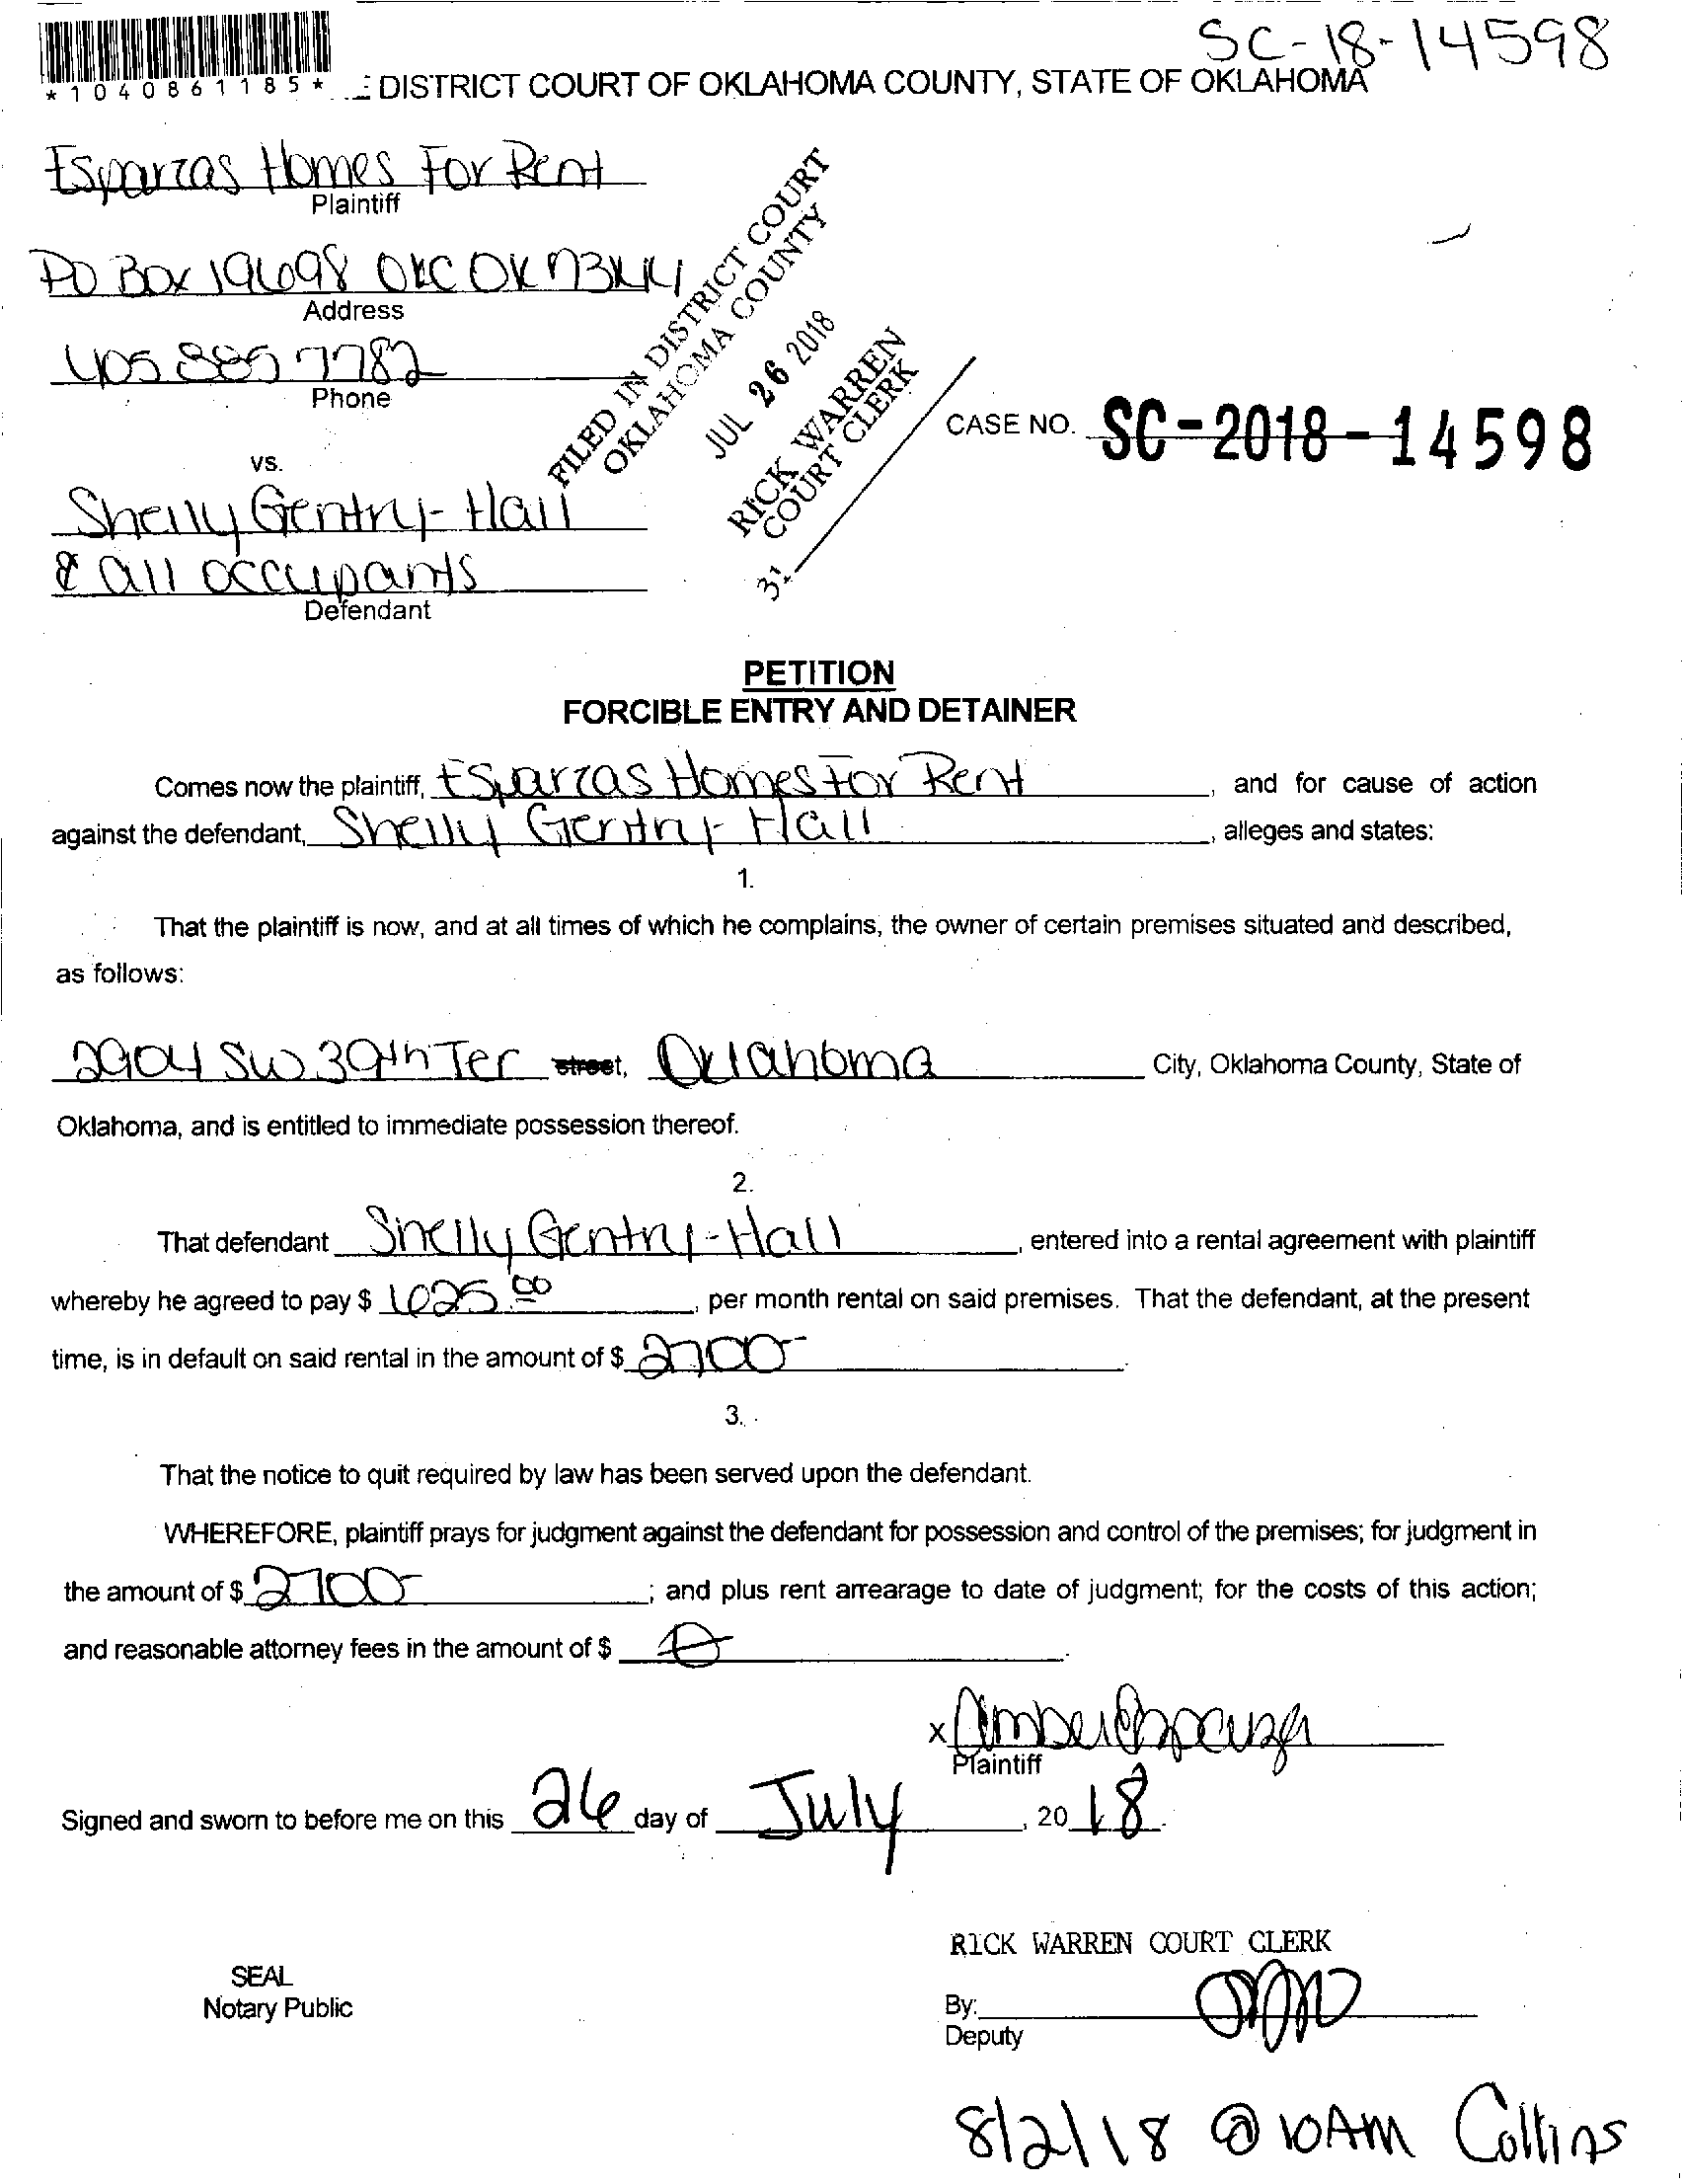 SC-18-14598
*1040861185*
DISTRICT COURT OF OKLAHOMA COUNTY, STATE OF OKLAHOMA
Esparzas Homes For Rent
Plaintiff
PO Box 19698 OKC OK 73144
Address
405 885 7782
Phone
FILED IN DISTRICT COURT
OKLAHOMA COUNTY
JUL 26 2018
RICK WARREN
COURT CLERK
31
CASE NO. SC-2018-14598
vs.
Shelly Gentry-Hall
& all occupants
Defendant
PETITION
FORCIBLE ENTRY AND DETAINER
Comes now the plaintiff, Esparzas Homes For Rent, and for cause of action
against the defendant, Shelly Gentry-Hall, alleges and states:
1.
That the plaintiff is now, and at all times of which he complains, the owner of certain premises situated and described,
as follows:
2904 SW 39th Ter street, Oklahoma City, Oklahoma County, State of
Oklahoma, and is entitled to immediate possession thereof.
2.
That defendant Shelly Gentry-Hall, entered into a rental agreement with plaintiff
whereby he agreed to pay $ 1025.00, per month rental on said premises. That the defendant, at the present
time, is in default on said rental in the amount of $ 2700-.
3.
That the notice to quit required by law has been served upon the defendant.
WHEREFORE, plaintiff prays for judgment against the defendant for possession and control of the premises; for judgment in
the amount of $ 2700-; and plus rent arrearage to date of judgment; for the costs of this action;
and reasonable attorney fees in the amount of $ 0.
x Amber Esparza
Plaintiff
Signed and sworn to before me on this 26 day of July, 2018.
RICK WARREN COURT CLERK
SEAL
Notary Public
By:
Deputy
8/2/18 @ 10AM Collins